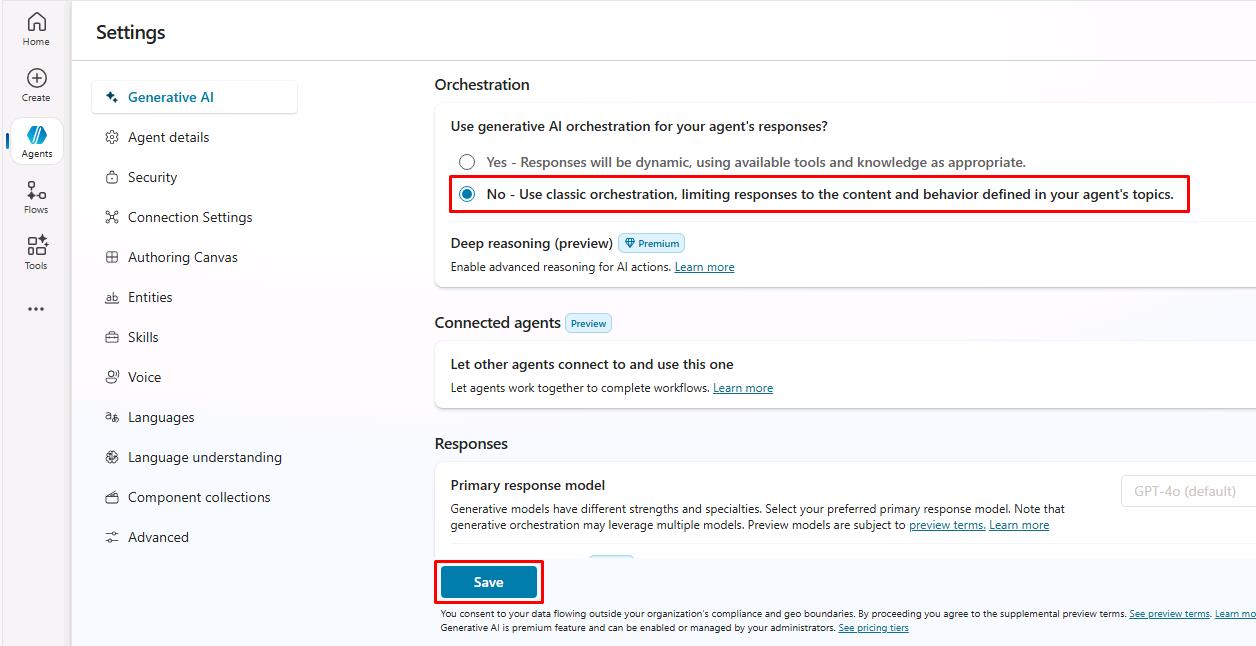 Settings
Home
Create
Agents
Flows
Tools
Generative AI
Agent details
Security
Connection Settings
Authoring Canvas
Entities
Skills
Voice
Languages
Language understanding
Component collections
Advanced
Orchestration
Use generative AI orchestration for your agent's responses?
Yes - Responses will be dynamic, using available tools and knowledge as appropriate.
No - Use classic orchestration, limiting responses to the content and behavior defined in your agent's topics.
Deep reasoning (preview) Premium
Enable advanced reasoning for AI actions. Learn more
Connected agents Preview
Let other agents connect to and use this one
Let agents work together to complete workflows. Learn more
Responses
Primary response model
GPT-4o (default)
Generative models have different strengths and specialties. Select your preferred primary response model. Note that
generative orchestration may leverage multiple models. Preview models are subject to preview terms. Learn more
Save
You consent to your data flowing outside your organization's compliance and geo boundaries. By proceeding you agree to the supplemental preview terms. See preview terms. Learn mo
Generative AI is premium feature and can be enabled or managed by your administrators. See pricing tiers